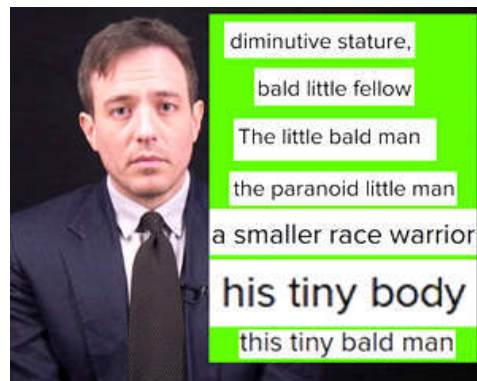 diminutive stature,
bald little fellow
The little bald man
the paranoid little man
a smaller race warrior
his tiny body
this tiny bald man